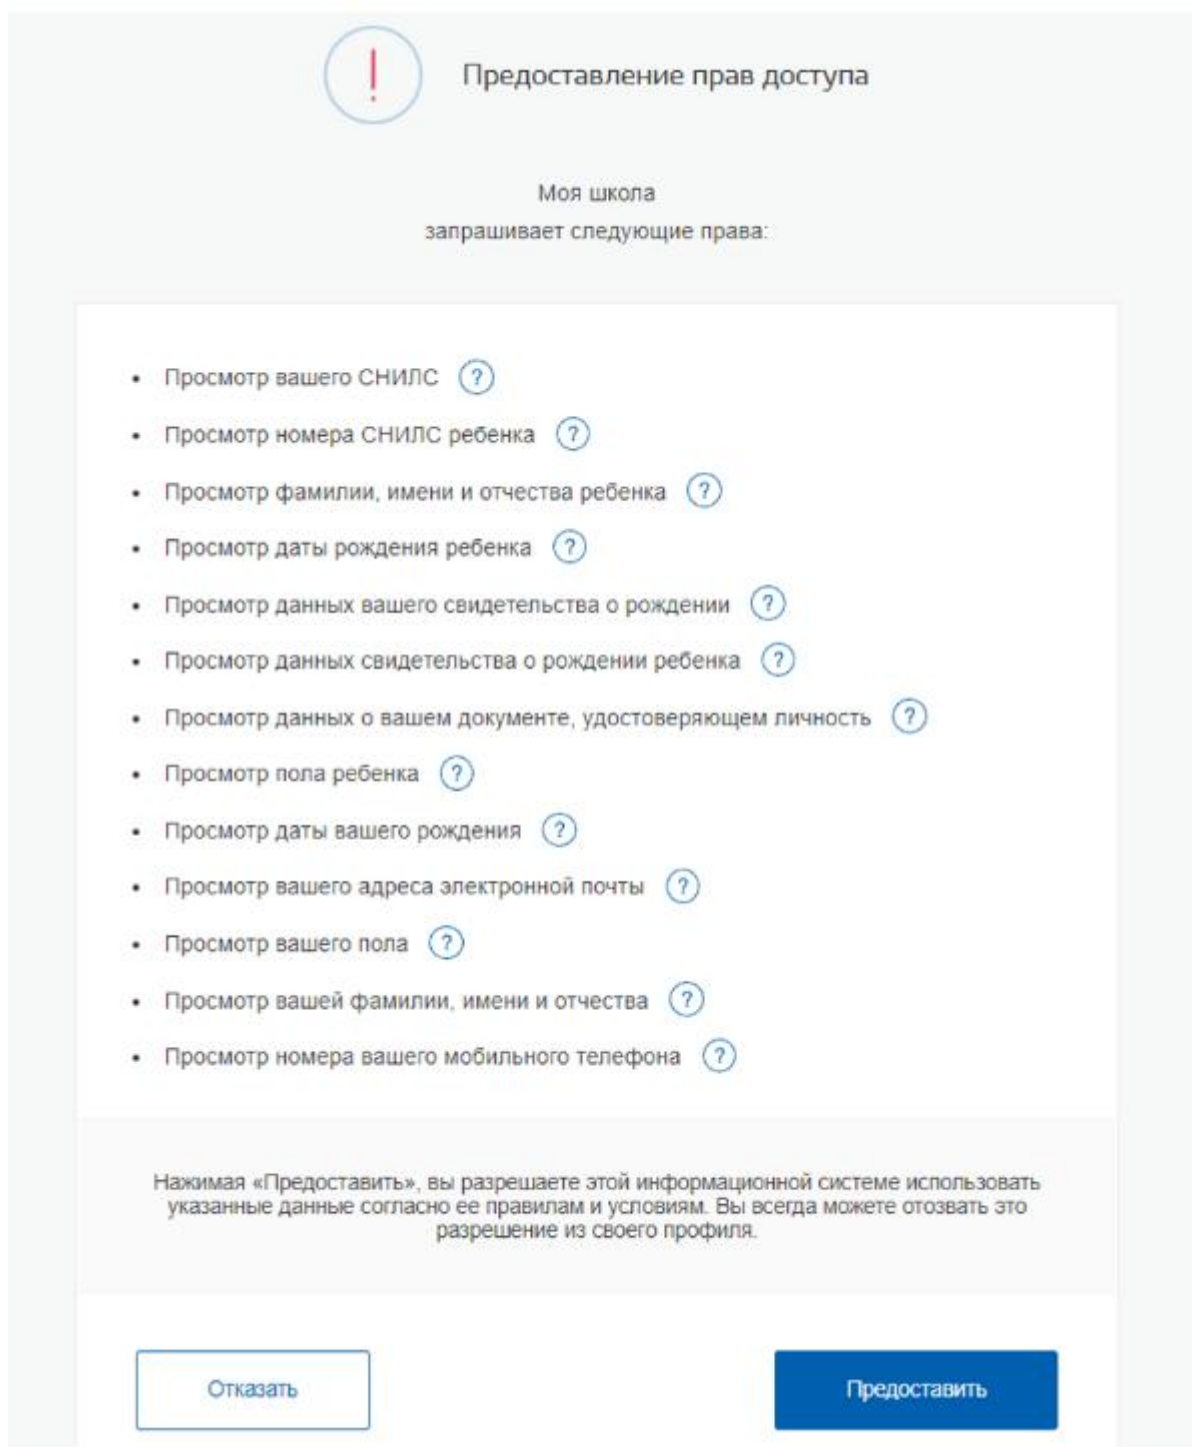 !
Предоставление прав доступа
Моя школа
запрашивает следующие права:
• Просмотр вашего СНИЛС ?
• Просмотр номера СНИЛС ребенка ?
• Просмотр фамилии, имени и отчества ребенка ?
• Просмотр даты рождения ребенка ?
• Просмотр данных вашего свидетельства о рождении ?
• Просмотр данных свидетельства о рождении ребенка ?
• Просмотр данных о вашем документе, удостоверяющем личность ?
• Просмотр пола ребенка ?
• Просмотр даты вашего рождения ?
• Просмотр вашего адреса электронной почты ?
• Просмотр вашего пола ?
• Просмотр вашей фамилии, имени и отчества ?
• Просмотр номера вашего мобильного телефона ?
Нажимая «Предоставить», вы разрешаете этой информационной системе использовать
указанные данные согласно ее правилам и условиям. Вы всегда можете отозвать это
разрешение из своего профиля.
Отказать
Предоставить